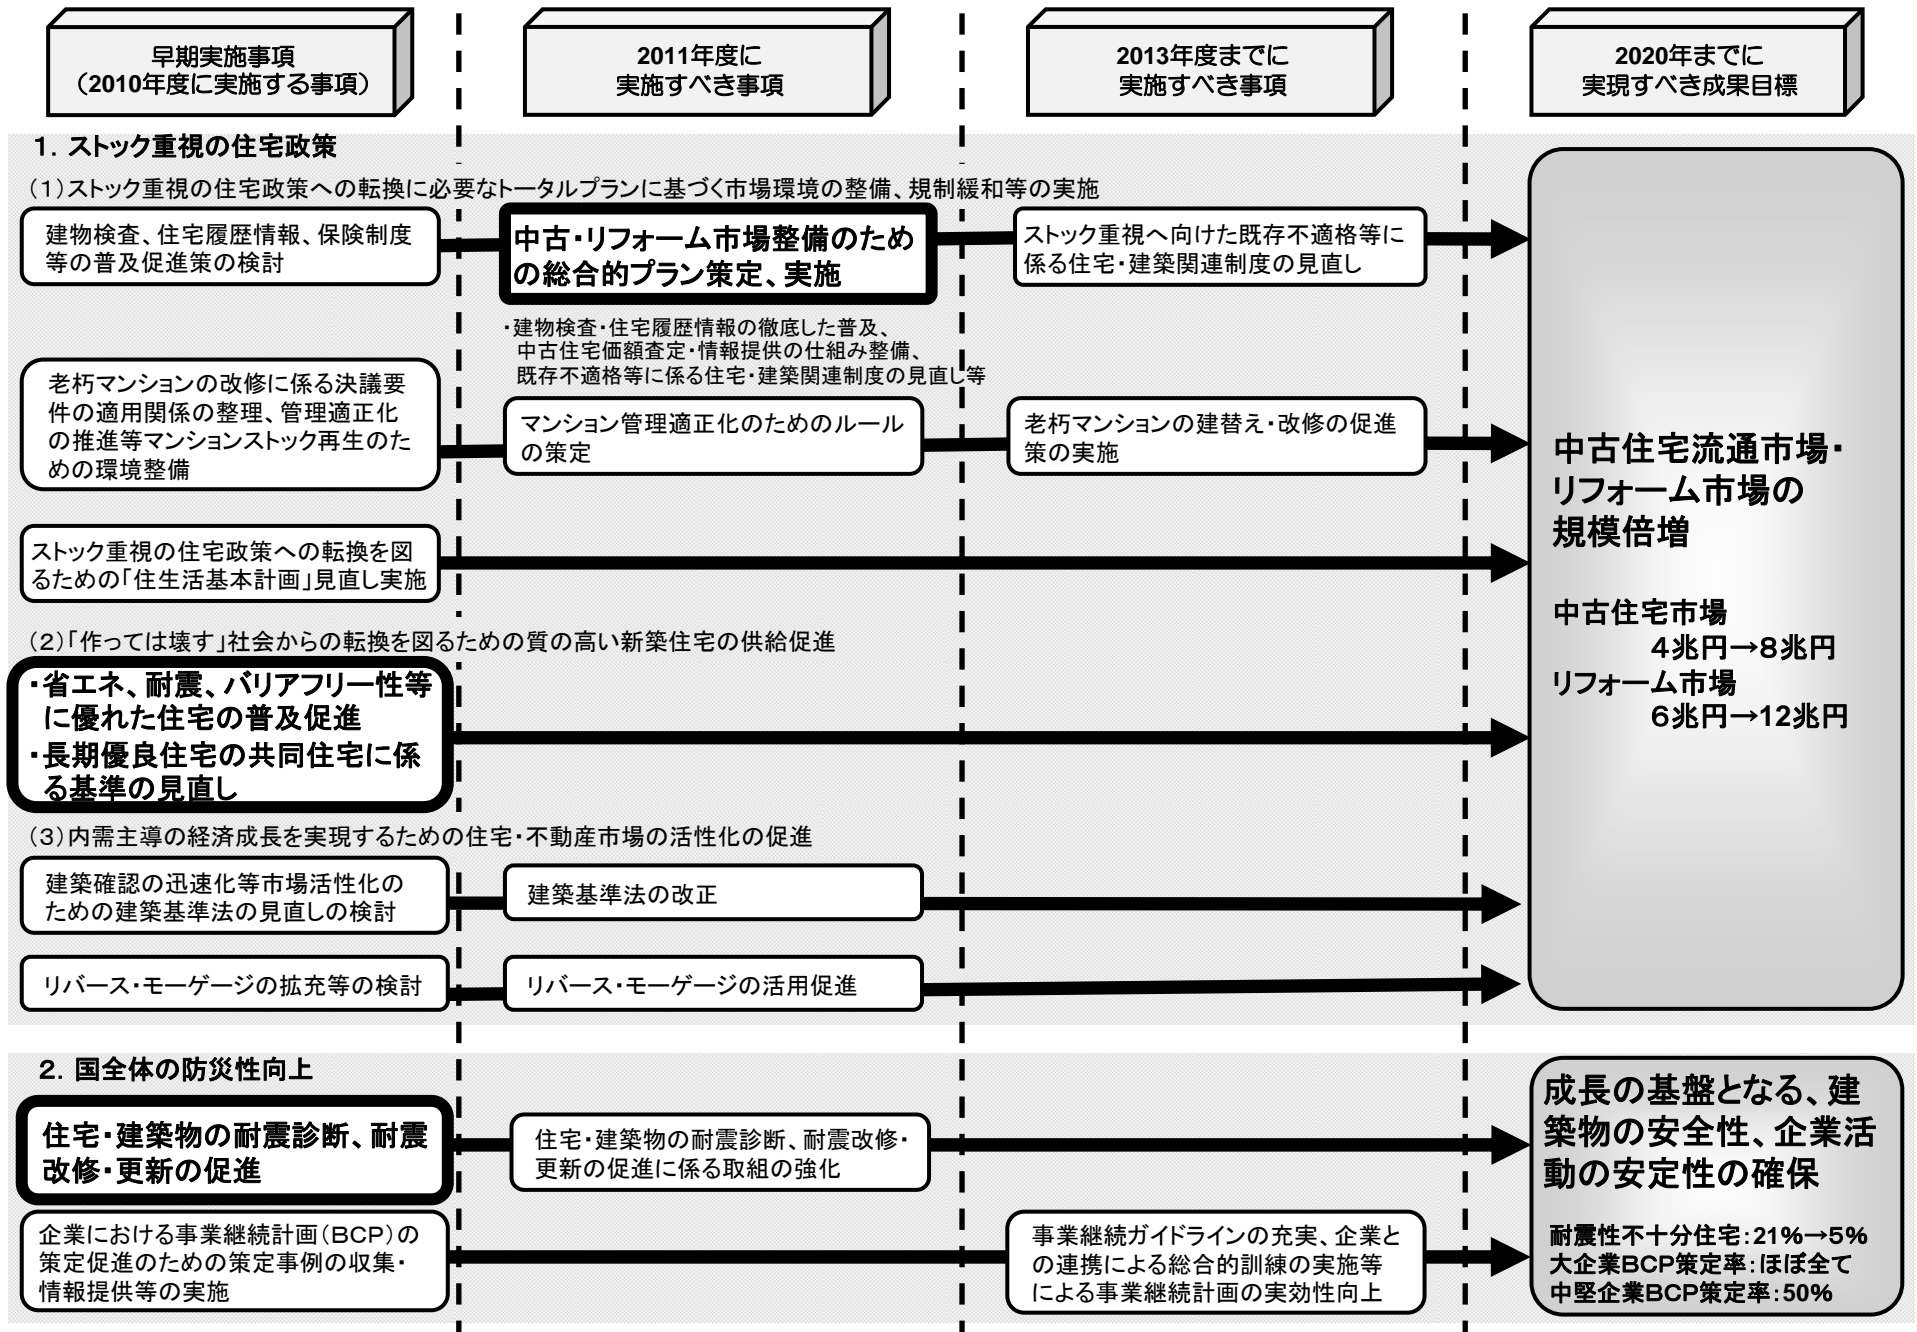 早期実施事項
（2010年度に実施する事項）
2011年度に
実施すべき事項
2013年度までに
実施すべき事項
2020年までに
実現すべき成果目標
１．ストック重視の住宅政策
（１）ストック重視の住宅政策への転換に必要なトータルプランに基づく市場環境の整備、規制緩和等の実施
建物検査、住宅履歴情報、保険制度
等の普及促進策の検討
中古・リフォーム市場整備のため
の総合的プラン策定、実施
ストック重視へ向けた既存不適格等に
係る住宅・建築関連制度の見直し
・建物検査・住宅履歴情報の徹底した普及、
中古住宅価額査定・情報提供の仕組み整備、
既存不適格等に係る住宅・建築関連制度の見直し等
老朽マンションの改修に係る決議要
件の適用関係の整理、管理適正化
の推進等マンションストック再生のた
めの環境整備
マンション管理適正化のためのルール
の策定
老朽マンションの建替え・改修の促進
策の実施
ストック重視の住宅政策への転換を図
るための「住生活基本計画」見直し実施
（２）「作っては壊す」社会からの転換を図るための質の高い新築住宅の供給促進
・省エネ、耐震、バリアフリー性等
に優れた住宅の普及促進
・長期優良住宅の共同住宅に係
る基準の見直し
（３）内需主導の経済成長を実現するための住宅・不動産市場の活性化の促進
建築確認の迅速化等市場活性化の
ための建築基準法の見直しの検討
建築基準法の改正
リバース・モーゲージの拡充等の検討
リバース・モーゲージの活用促進
中古住宅流通市場・
リフォーム市場の
規模倍増
中古住宅市場
４兆円→８兆円
リフォーム市場
６兆円→12兆円
２．国全体の防災性向上
住宅・建築物の耐震診断、耐震
改修・更新の促進
住宅・建築物の耐震診断、耐震改修・
更新の促進に係る取組の強化
企業における事業継続計画（ＢＣＰ）の
策定促進のための策定事例の収集・
情報提供等の実施
事業継続ガイドラインの充実、企業と
の連携による総合的訓練の実施等
による事業継続計画の実効性向上
成長の基盤となる、建
築物の安全性、企業活
動の安定性の確保
耐震性不十分住宅：21％→５％
大企業ＢＣＰ策定率：ほぼ全て
中堅企業ＢＣＰ策定率：50％